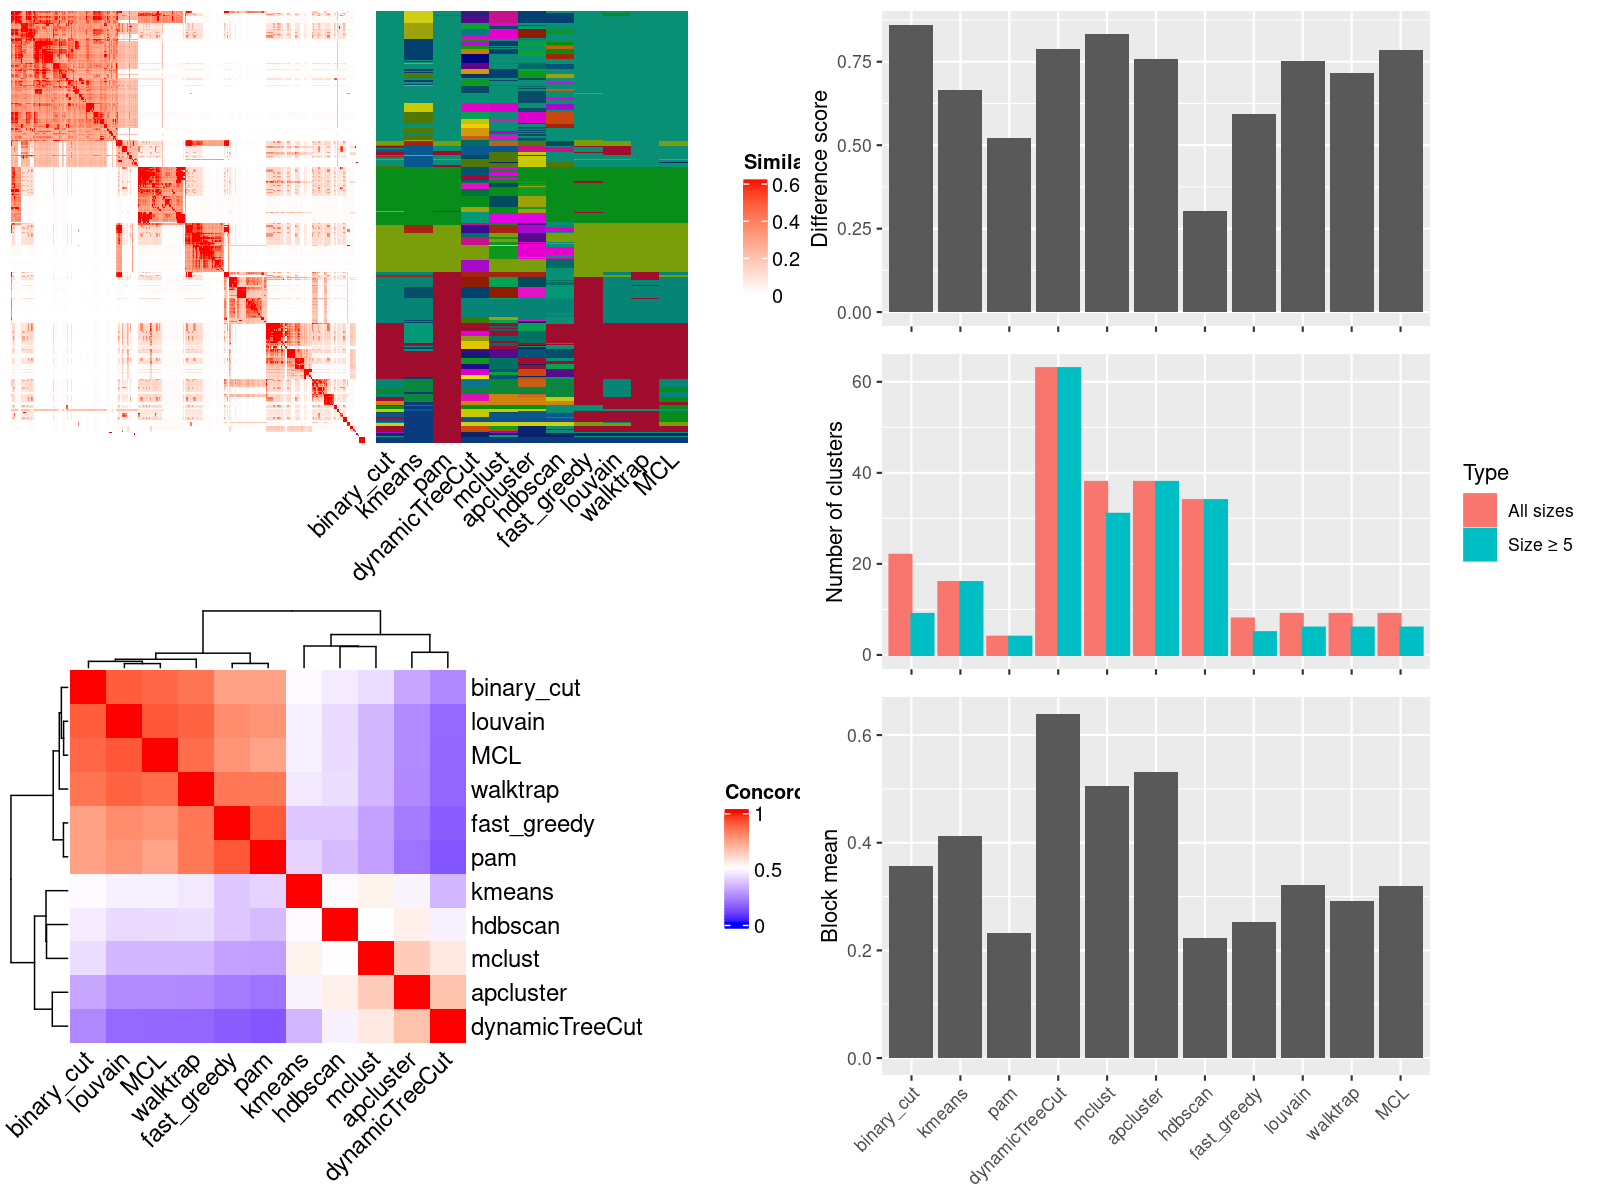 Simila
0.6
0.4
0.2
0
binary_cut
kmeans
pam
dynamicTreeCut
mclust
apcluster
hdbscan
fast_greedy
louvain
walktrap
MCL
Difference score
0.75
0.50
0.25
0.00
Number of clusters
60
40
20
0
Type
All sizes
Size ≥ 5
binary_cut
louvain
MCL
walktrap
fast_greedy
pam
kmeans
hdbscan
mclust
apcluster
dynamicTreeCut
Concord
1
0.5
0
binary_cut
louvain
MCL
walktrap
fast_greedy
pam
kmeans
hdbscan
mclust
apcluster
dynamicTreeCut
Block mean
0.6
0.4
0.2
0.0
binary_cut
kmeans
pam
dynamicTreeCut
mclust
apcluster
hdbscan
fast_greedy
louvain
walktrap
MCL